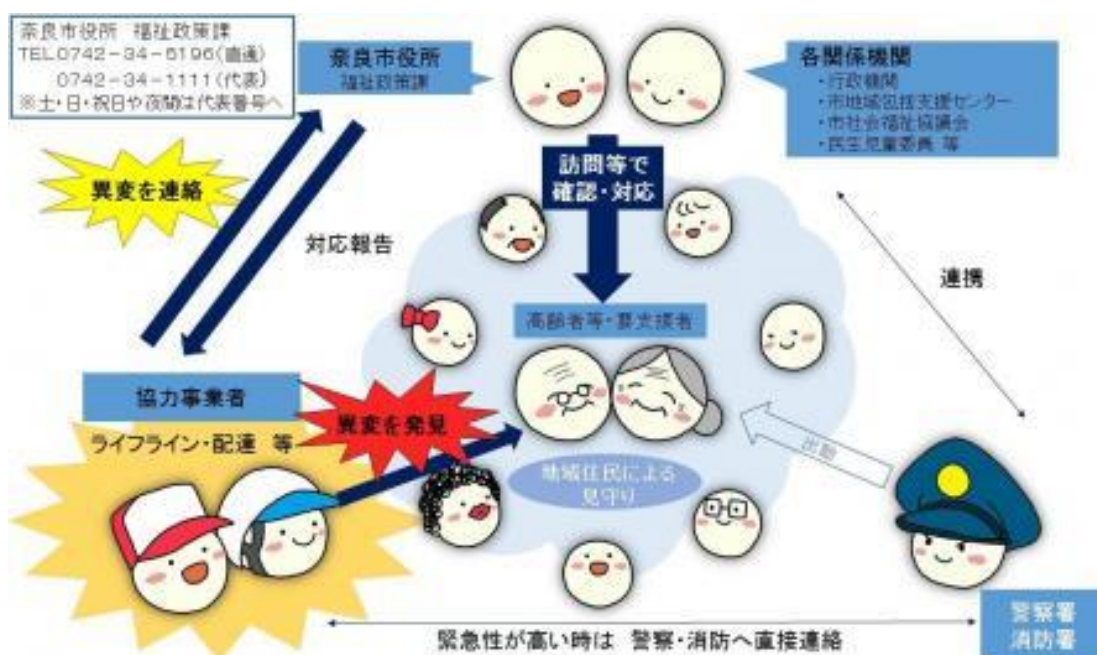 奈良市役所 福祉政策課
TEL0742-34-5196(直通)
0742-34-1111(代表)
※土・日・祝日や夜間は代表番号へ
奈良市役所
福祉政策課
各関係機関
・行政機関
・市地域包括支援センター
・市社会福祉協議会
・民生児童委員 等
訪問等で
確認・対応
異変を連絡
対応報告
連携
高齢者等・要支援者
協力事業者
ライフライン・配達 等
異変を発見
出動
地域住民による
見守り
緊急性が高い時は 警察・消防へ直接連絡
警察署
消防署